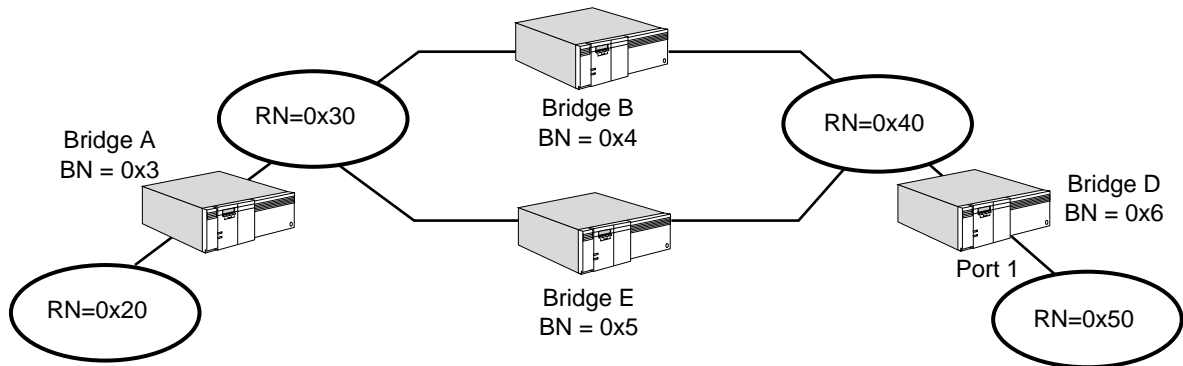 Bridge B
BN = 0x4
RN=0x30
RN=0x40
Bridge A
BN = 0x3
Bridge D
BN = 0x6
Port 1
Bridge E
BN = 0x5
RN=0x20
RN=0x50